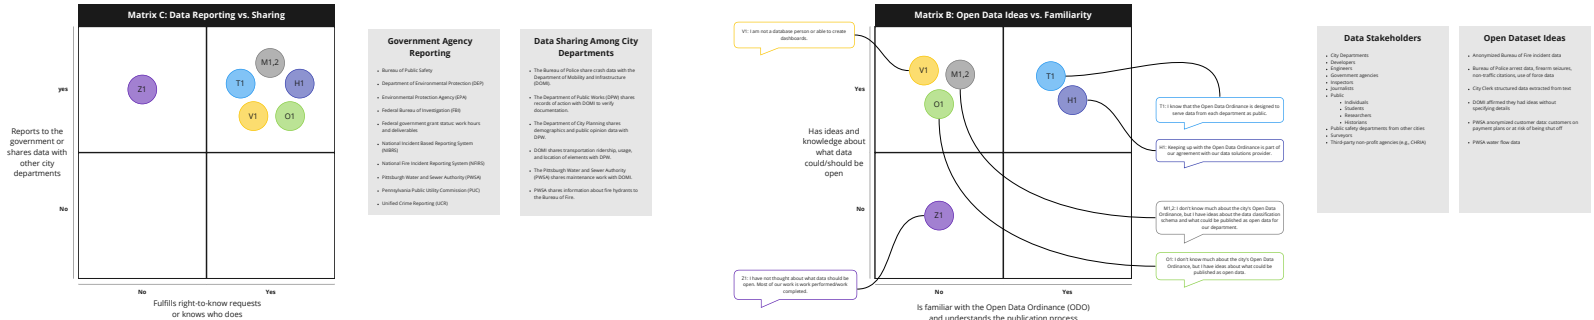 Matrix C: Data Reporting vs. Sharing
yes
No
Reports to the
government or
shares data with
other city
departments
Z1
M1,2
T1
H1
V1
O1
No
Yes
Fulfills right-to-know requests
or knows who does
Government Agency
Reporting
• Bureau of Public Safety
• Department of Environmental Protection (DEP)
• Environmental Protection Agency (EPA)
• Federal Bureau of Investigation (FBI)
• Federal government grant status: work hours
and deliverables
• National Incident Based Reporting System
(NIBRS)
• National Fire Incident Reporting System (NFIRS)
• Pittsburgh Water and Sewer Authority (PWSA)
• Pennsylvania Public Utility Commission (PUC)
• Unified Crime Reporting (UCR)
Data Sharing Among City
Departments
• The Bureau of Police share crash data with the
Department of Mobility and Infrastructure
(DOMI).
• The Department of Public Works (DPW) shares
records of action with DOMI to verify
documentation.
• The Department of City Planning shares
demographics and public opinion data with
DPW.
• DOMI shares transportation ridership, usage,
and location of elements with DPW.
• The Pittsburgh Water and Sewer Authority
(PWSA) shares maintenance work with DOMI.
• PWSA shares information about fire hydrants to
the Bureau of Fire.
Matrix B: Open Data Ideas vs. Familiarity
V1: I am not a database person or able to create
dashboards.
Yes
No
Has ideas and
knowledge about
what data
could/should be
open
V1
M1,2
O1
T1
H1
Z1
No
Yes
Is familiar with the Open Data Ordinance (ODO)
and understands the publication process
Z1: I have not thought about what data should be
open. Most of our work is work performed/work
completed.
T1: I know that the Open Data Ordinance is designed to
serve data from each department as public.
H1: Keeping up with the Open Data Ordinance is part of
our agreement with our data solutions provider.
M1,2: I don't know much about the city's Open Data
Ordinance, but I have ideas about the data classification
schema and what could be published as open data for
our department.
O1: I don't know much about the city's Open Data
Ordinance, but I have ideas about what could be
published as open data.
Data Stakeholders
• City Departments
• Developers
• Engineers
• Government agencies
• Inspectors
• Journalists
• Public
• Individuals
• Students
• Researchers
• Historians
• Public safety departments from other cities
• Surveyors
• Third-party non-profit agencies (e.g., CHRIA)
Open Dataset Ideas
• Anonymized Bureau of Fire incident data
• Bureau of Police arrest data, firearm seizures,
non-traffic citations, use of force data
• City Clerk structured data extracted from text
• DOMI affirmed they had ideas without
specifying details
• PWSA anonymized customer data: customers on
payment plans or at risk of being shut off
• PWSA water flow data